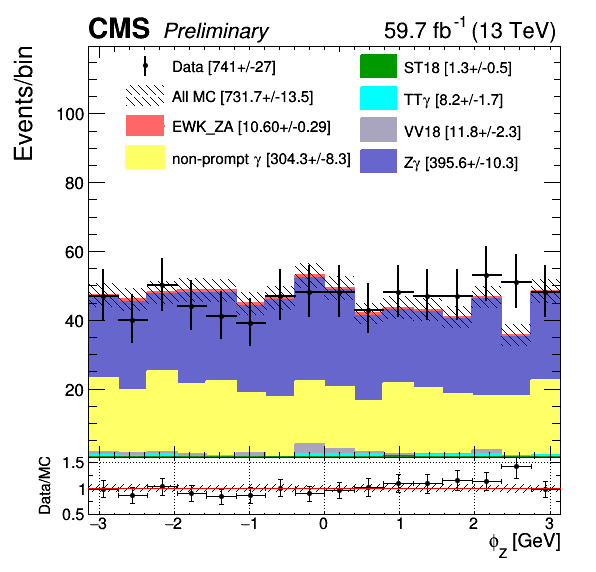 CMS Preliminary 59.7 fb⁻¹ (13 TeV)
Events/bin
Data [741+/-27]
All MC [731.7+/-13.5]
EWK_ZA [10.60+/-0.29]
non-prompt γ [304.3+/-8.3]
ST18 [1.3+/-0.5]
TTγ [8.2+/-1.7]
VV18 [11.8+/-2.3]
Zγ [395.6+/-10.3]
100
80
60
40
20
Data/MC
1.5
1
0.5
−3 −2 −1 0 1 2 3
ϕ_Z [GeV]